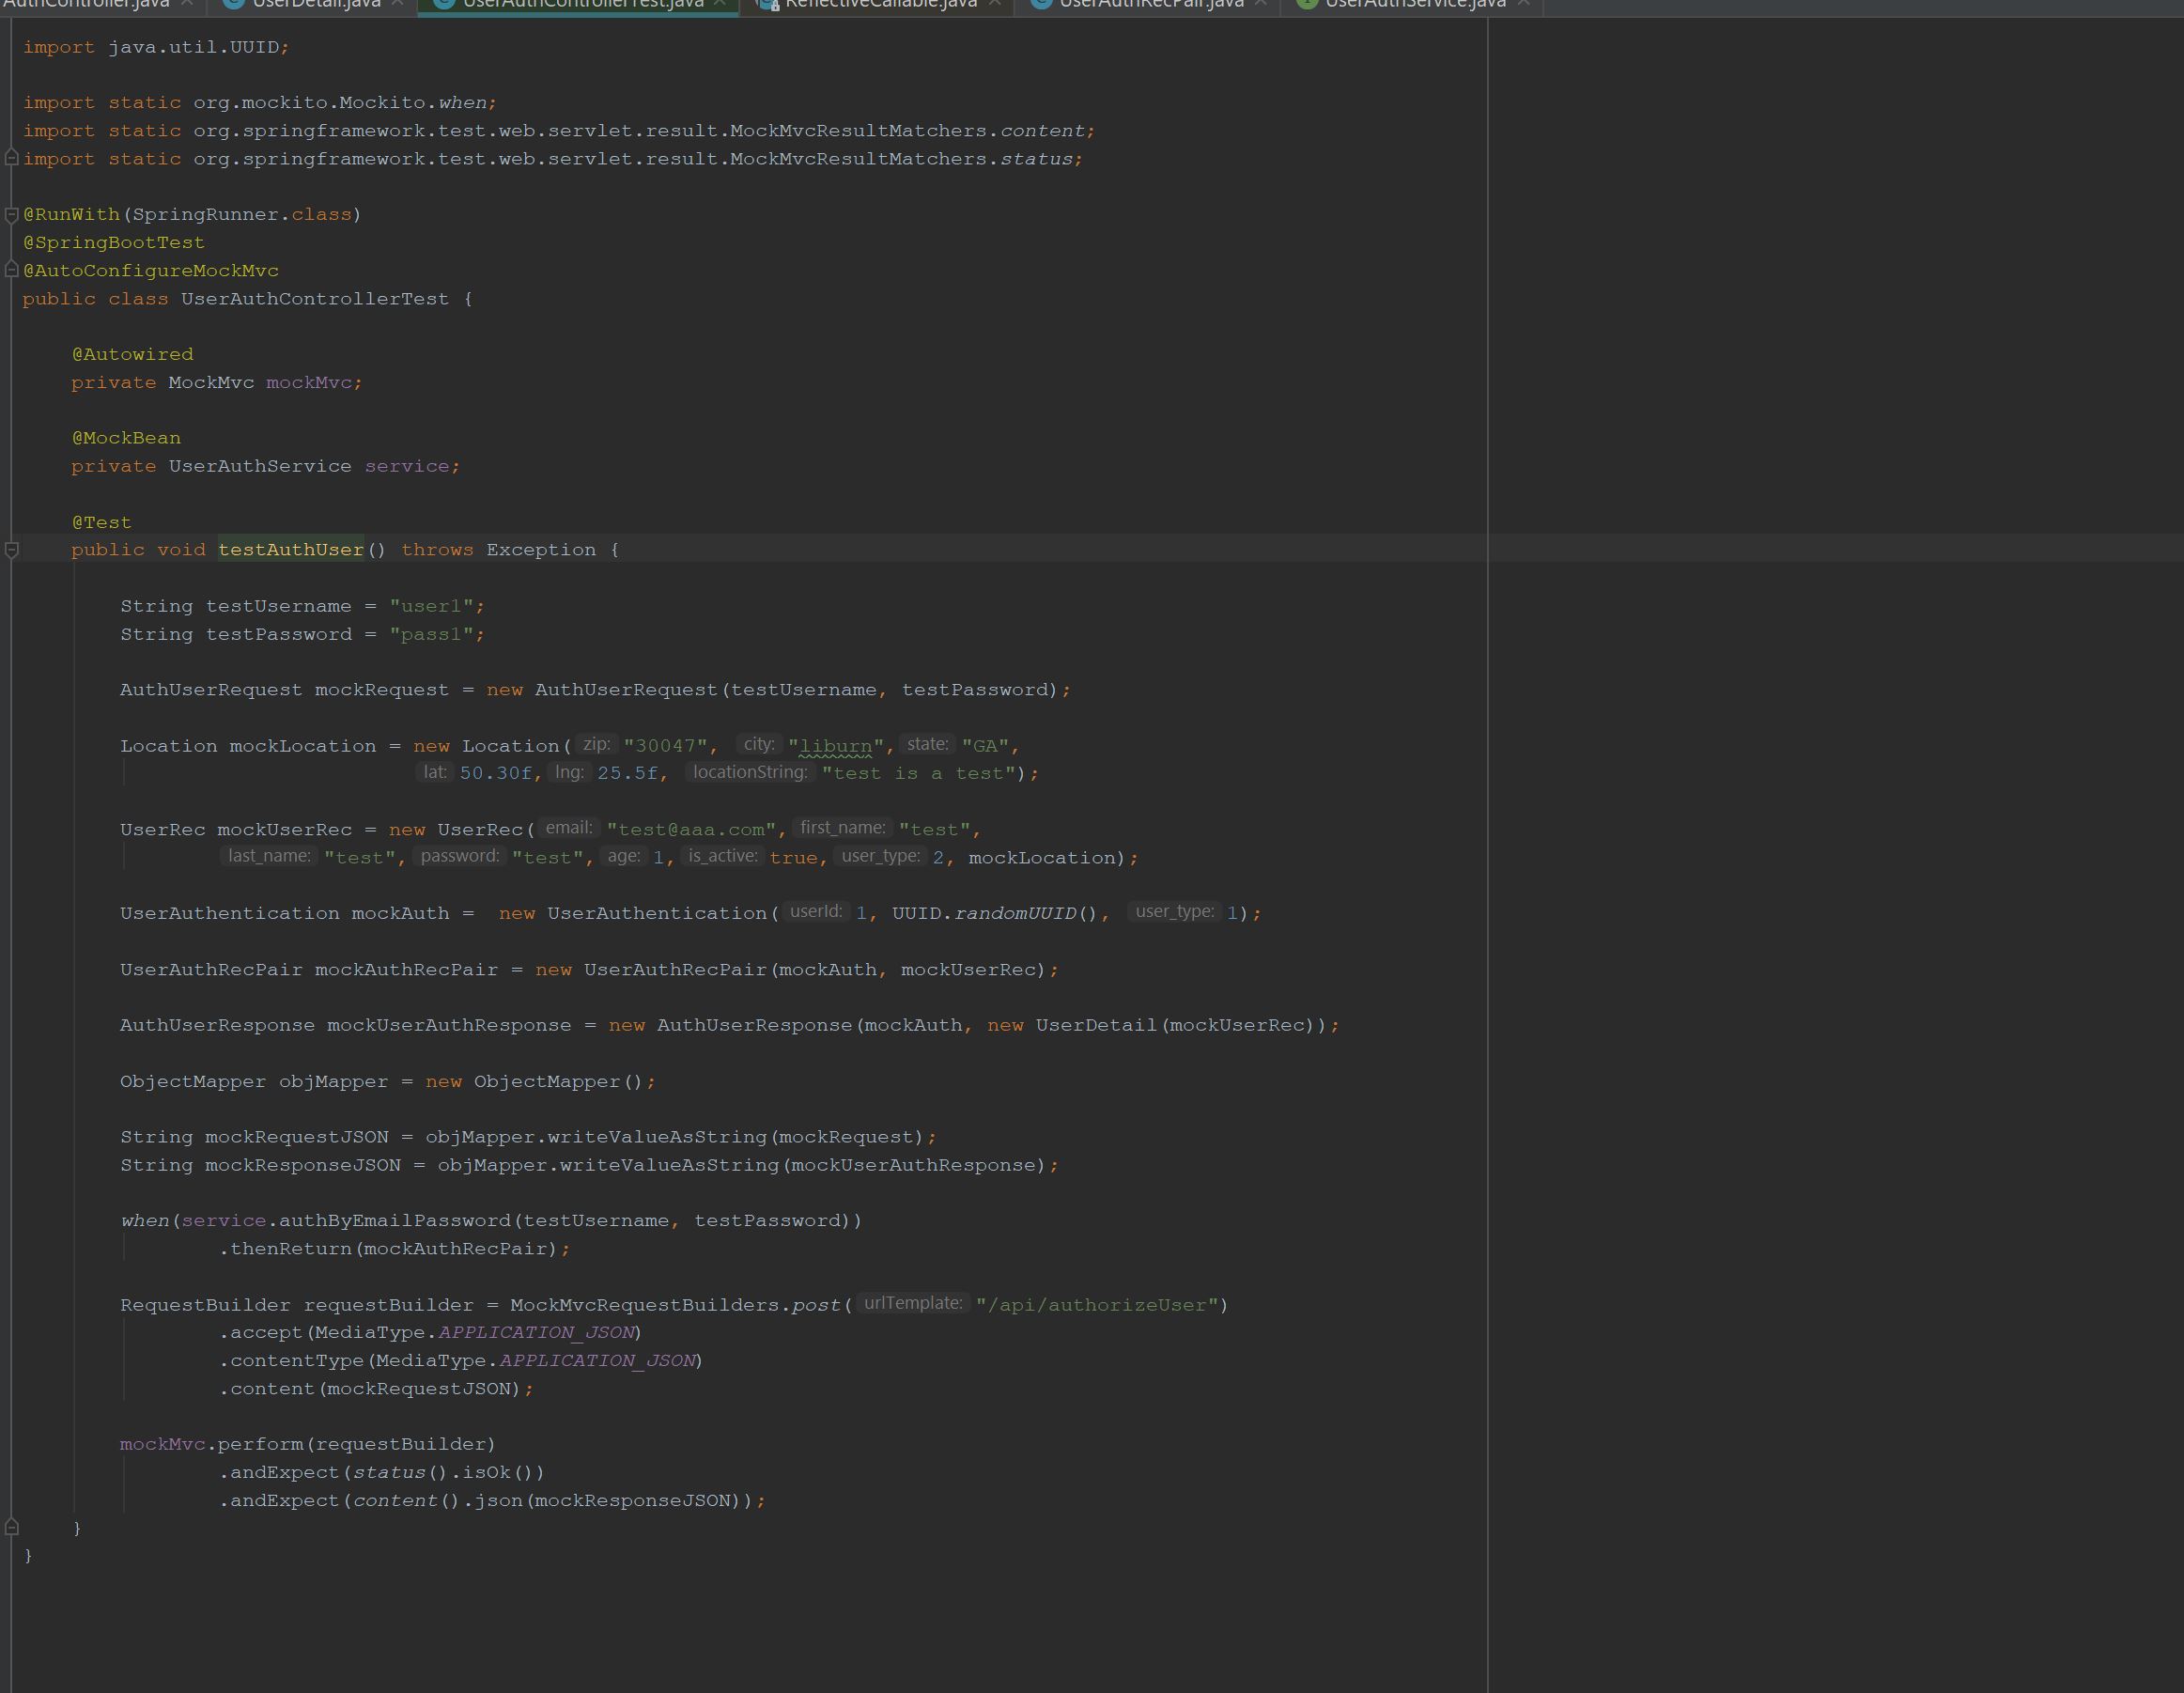 AuthController.java UserDetail.java UserAuthControllerTest.java ReflectiveCallable.java UserAuthRecPair.java UserAuthService.java
import java.util.UUID;
import static org.mockito.Mockito.when;
import static org.springframework.test.web.servlet.result.MockMvcResultMatchers.content;
import static org.springframework.test.web.servlet.result.MockMvcResultMatchers.status;
@RunWith(SpringRunner.class)
@SpringBootTest
@AutoConfigureMockMvc
public class UserAuthControllerTest {
@Autowired
private MockMvc mockMvc;
@MockBean
private UserAuthService service;
@Test
public void testAuthUser() throws Exception {
String testUsername = "user1";
String testPassword = "pass1";
AuthUserRequest mockRequest = new AuthUserRequest(testUsername, testPassword);
Location mockLocation = new Location( zip: "30047", city: "liburn", state: "GA",
lat: 50.30f, lng: 25.5f, locationString: "test is a test");
UserRec mockUserRec = new UserRec( email: "test@aaa.com", first_name: "test",
last_name: "test", password: "test", age: 1, is_active: true, user_type: 2, mockLocation);
UserAuthentication mockAuth =  new UserAuthentication( userId: 1, UUID.randomUUID(), user_type: 1);
UserAuthRecPair mockAuthRecPair = new UserAuthRecPair(mockAuth, mockUserRec);
AuthUserResponse mockUserAuthResponse = new AuthUserResponse(mockAuth, new UserDetail(mockUserRec));
ObjectMapper objMapper = new ObjectMapper();
String mockRequestJSON = objMapper.writeValueAsString(mockRequest);
String mockResponseJSON = objMapper.writeValueAsString(mockUserAuthResponse);
when(service.authByEmailPassword(testUsername, testPassword))
.thenReturn(mockAuthRecPair);
RequestBuilder requestBuilder = MockMvcRequestBuilders.post( urlTemplate: "/api/authorizeUser")
.accept(MediaType.APPLICATION_JSON)
.contentType(MediaType.APPLICATION_JSON)
.content(mockRequestJSON);
mockMvc.perform(requestBuilder)
.andExpect(status().isOk())
.andExpect(content().json(mockResponseJSON));
}
}